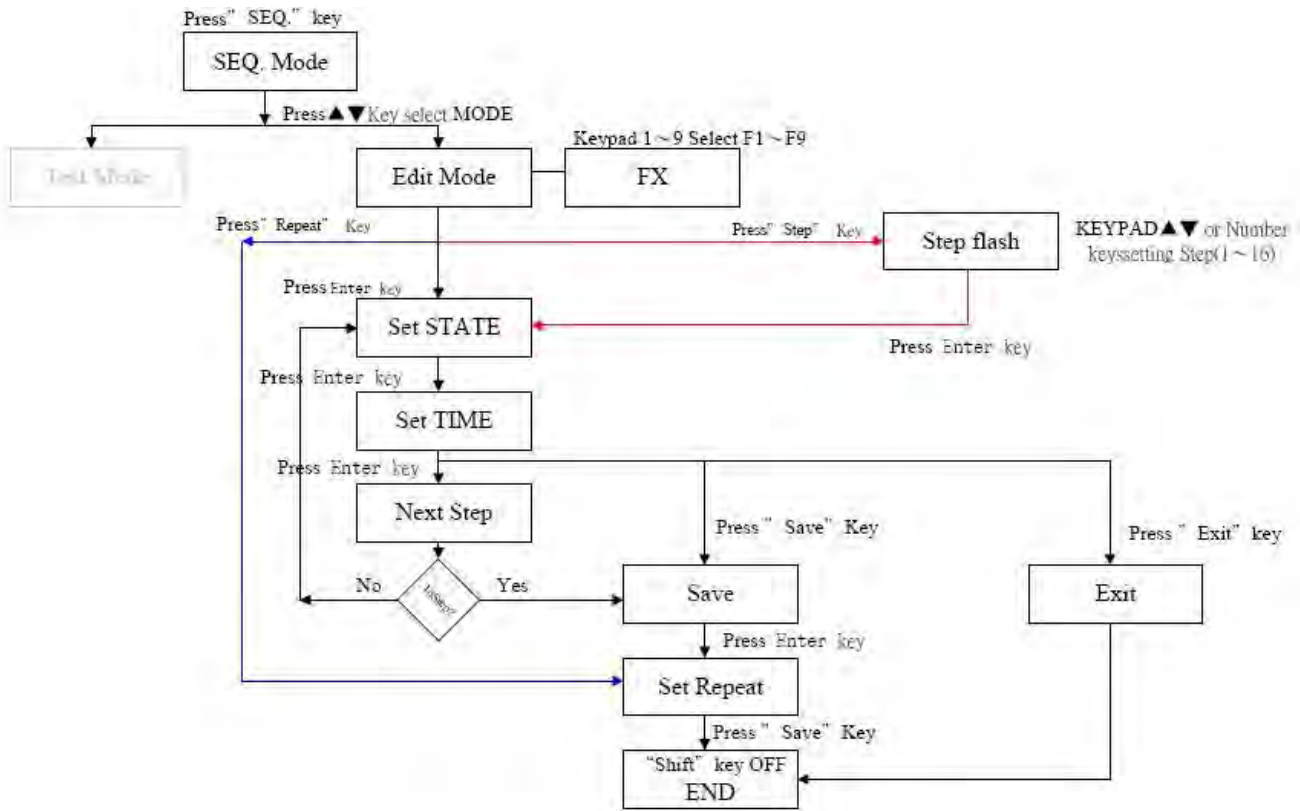 Press” SEQ.” key
SEQ. Mode
Press▲▼Key select MODE
Keypad 1～9 Select F1～F9
Test Mode
Edit Mode
FX
Press” Repeat” Key
Press” Step” Key
Step flash
KEYPAD▲▼ or Number
keyssetting Step(1～16)
Press Enter key
Set STATE
Press Enter key
Press Enter key
Set TIME
Press Enter key
Next Step
Press” Save” Key
Press” Exit” key
No
16Step?
Yes
Save
Exit
Press Enter key
Set Repeat
Press” Save” Key
“Shift” key OFF
END